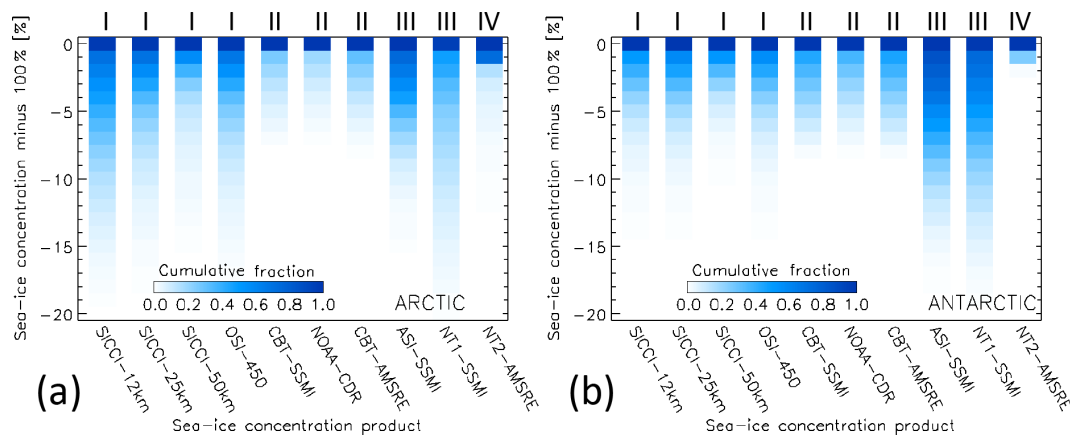 I I I I II II II III III IV
Sea-ice concentration minus 100% [%]
0
-5
-10
-15
-20
Cumulative fraction
0.0 0.2 0.4 0.6 0.8 1.0
ARCTIC
SICCI-12km
SICCI-25km
SICCI-50km
OSI-450
CBT-SSMI
NOAA-CDR
CBT-AMSRE
ASI-SSMI
NT1-SSMI
NT2-AMSRE
(a)
Sea-ice concentration product
I I I I II II II III III IV
Sea-ice concentration minus 100% [%]
0
-5
-10
-15
-20
Cumulative fraction
0.0 0.2 0.4 0.6 0.8 1.0
ANTARCTIC
SICCI-12km
SICCI-25km
SICCI-50km
OSI-450
CBT-SSMI
NOAA-CDR
CBT-AMSRE
ASI-SSMI
NT1-SSMI
NT2-AMSRE
(b)
Sea-ice concentration product